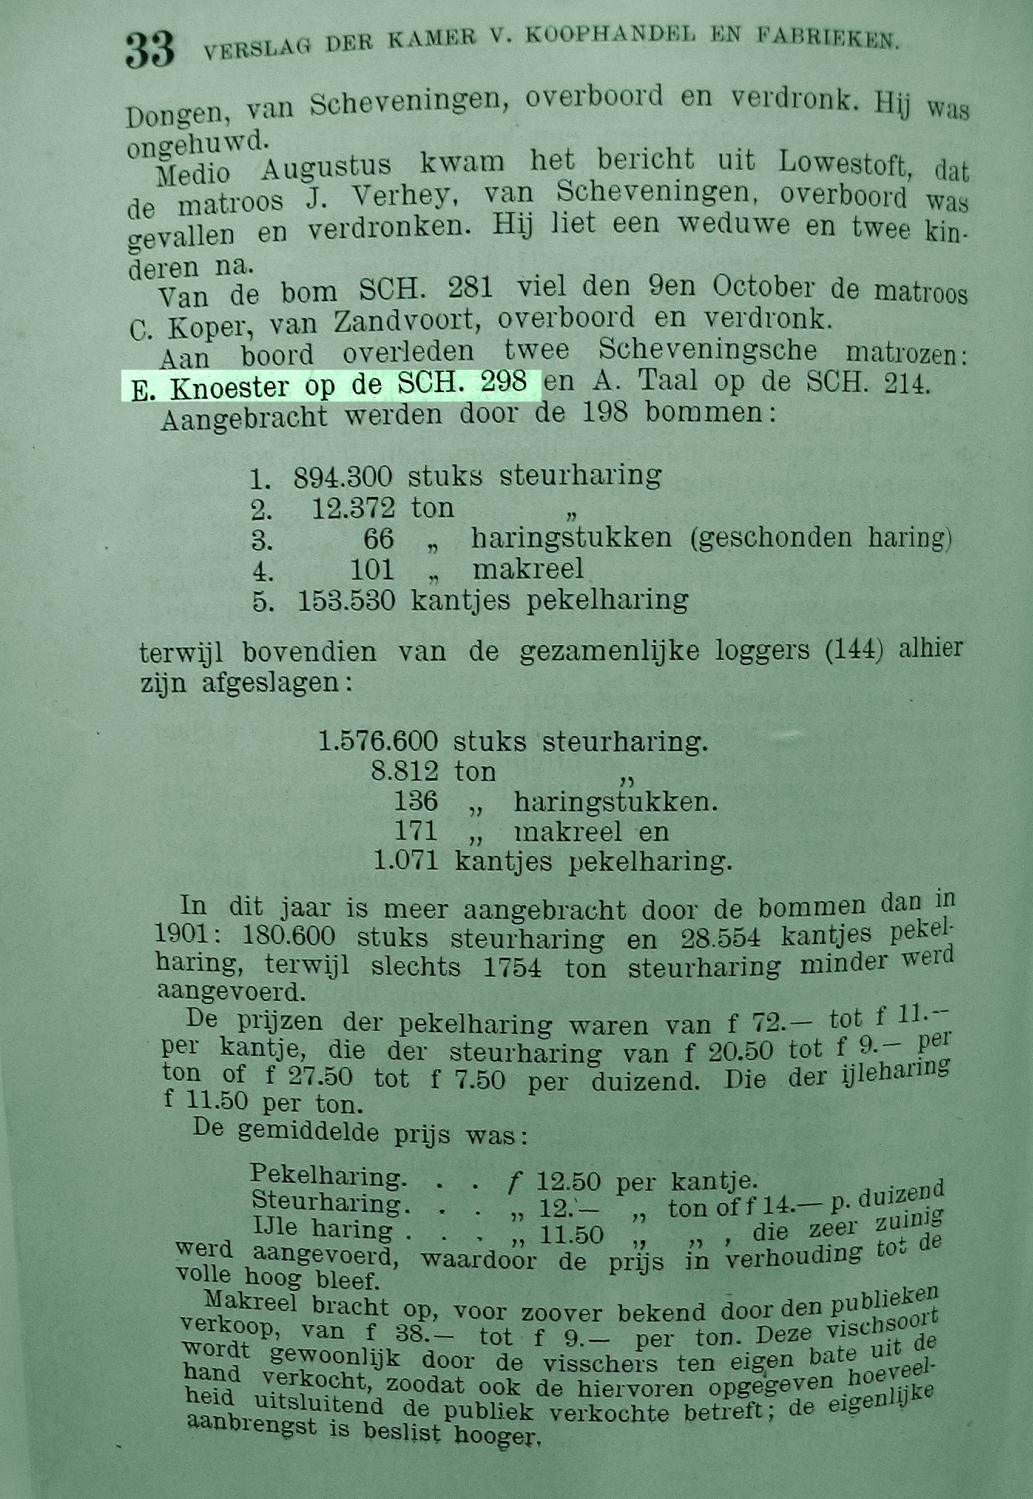 33 VERSLAG DER KAMER V. KOOPHANDEL EN FABRIEKEN.
Dongen, van Scheveningen, overboord en verdronk. Hij was
ongehuwd.
Medio Augustus kwam het bericht uit Lowestoft, dat
de matroos J. Verhey, van Scheveningen, overboord was
gevallen en verdronken. Hij liet een weduwe en twee kin-
deren na.
Van de bom SCH. 281 viel den 9en October de matroos
C. Koper, van Zandvoort, overboord en verdronk.
Aan boord overleden twee Scheveningsche matrozen:
E. Knoester op de SCH. 298 en A. Taal op de SCH. 214.
Aangebracht werden door de 198 bommen:
1. 894.300 stuks steurharing
2. 12.372 ton „
3. 66 „ haringstukken (geschonden haring)
4. 101 „ makreel
5. 153.530 kantjes pekelharing
terwijl bovendien van de gezamenlijke loggers (144) alhier
zijn afgeslagen:
1.576.600 stuks steurharing.
8.812 ton „
136 „ haringstukken.
171 „ makreel en
1.071 kantjes pekelharing.
In dit jaar is meer aangebracht door de bommen dan in
1901: 180.600 stuks steurharing en 28.554 kantjes pekel-
haring, terwijl slechts 1754 ton steurharing minder werd
aangevoerd.
De prijzen der pekelharing waren van f 72.— tot f 11.—
per kantje, die der steurharing van f 20.50 tot f 9.— per
ton of f 27.50 tot f 7.50 per duizend. Die der ijleharing
f 11.50 per ton.
De gemiddelde prijs was:
Pekelharing. . . f 12.50 per kantje.
Steurharing. . . „ 12.— „ ton of f 14.— p. duizend
IJle haring . . . „ 11.50 „ „ , die zeer zuinig
werd aangevoerd, waardoor de prijs in verhouding tot de
volle hoog bleef.
Makreel bracht op, voor zoover bekend door den publieken
verkoop, van f 38.— tot f 9.— per ton. Deze vischsoort
wordt gewoonlijk door de visschers ten eigen bate uit de
hand verkocht, zoodat ook de hiervoren opgegeven hoeveel-
heid uitsluitend de publiek verkochte betreft; de eigenlijke
aanbrengst is beslist hooger.